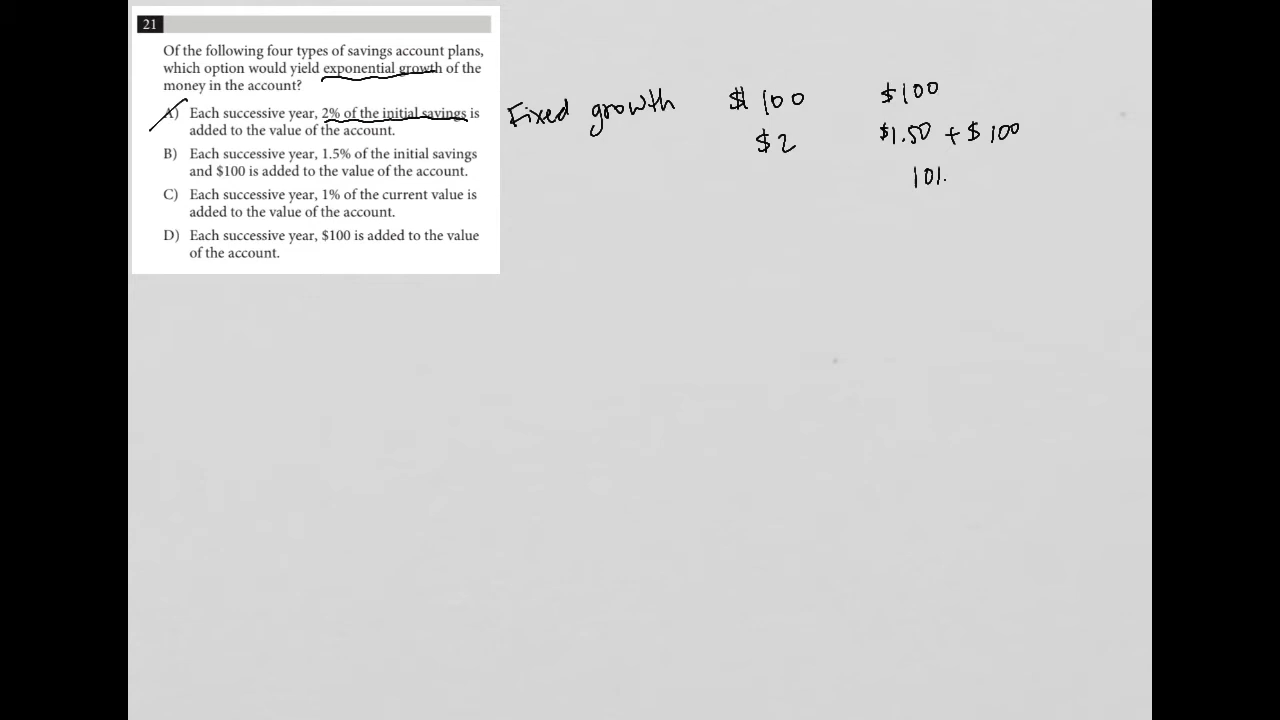 21
Of the following four types of savings account plans,
which option would yield exponential growth of the
money in the account?
A) Each successive year, 2% of the initial savings is
added to the value of the account.
B) Each successive year, 1.5% of the initial savings
and $100 is added to the value of the account.
C) Each successive year, 1% of the current value is
added to the value of the account.
D) Each successive year, $100 is added to the value
of the account.
Fixed growth
$100
$2
$100
$1.50 + $100
101.